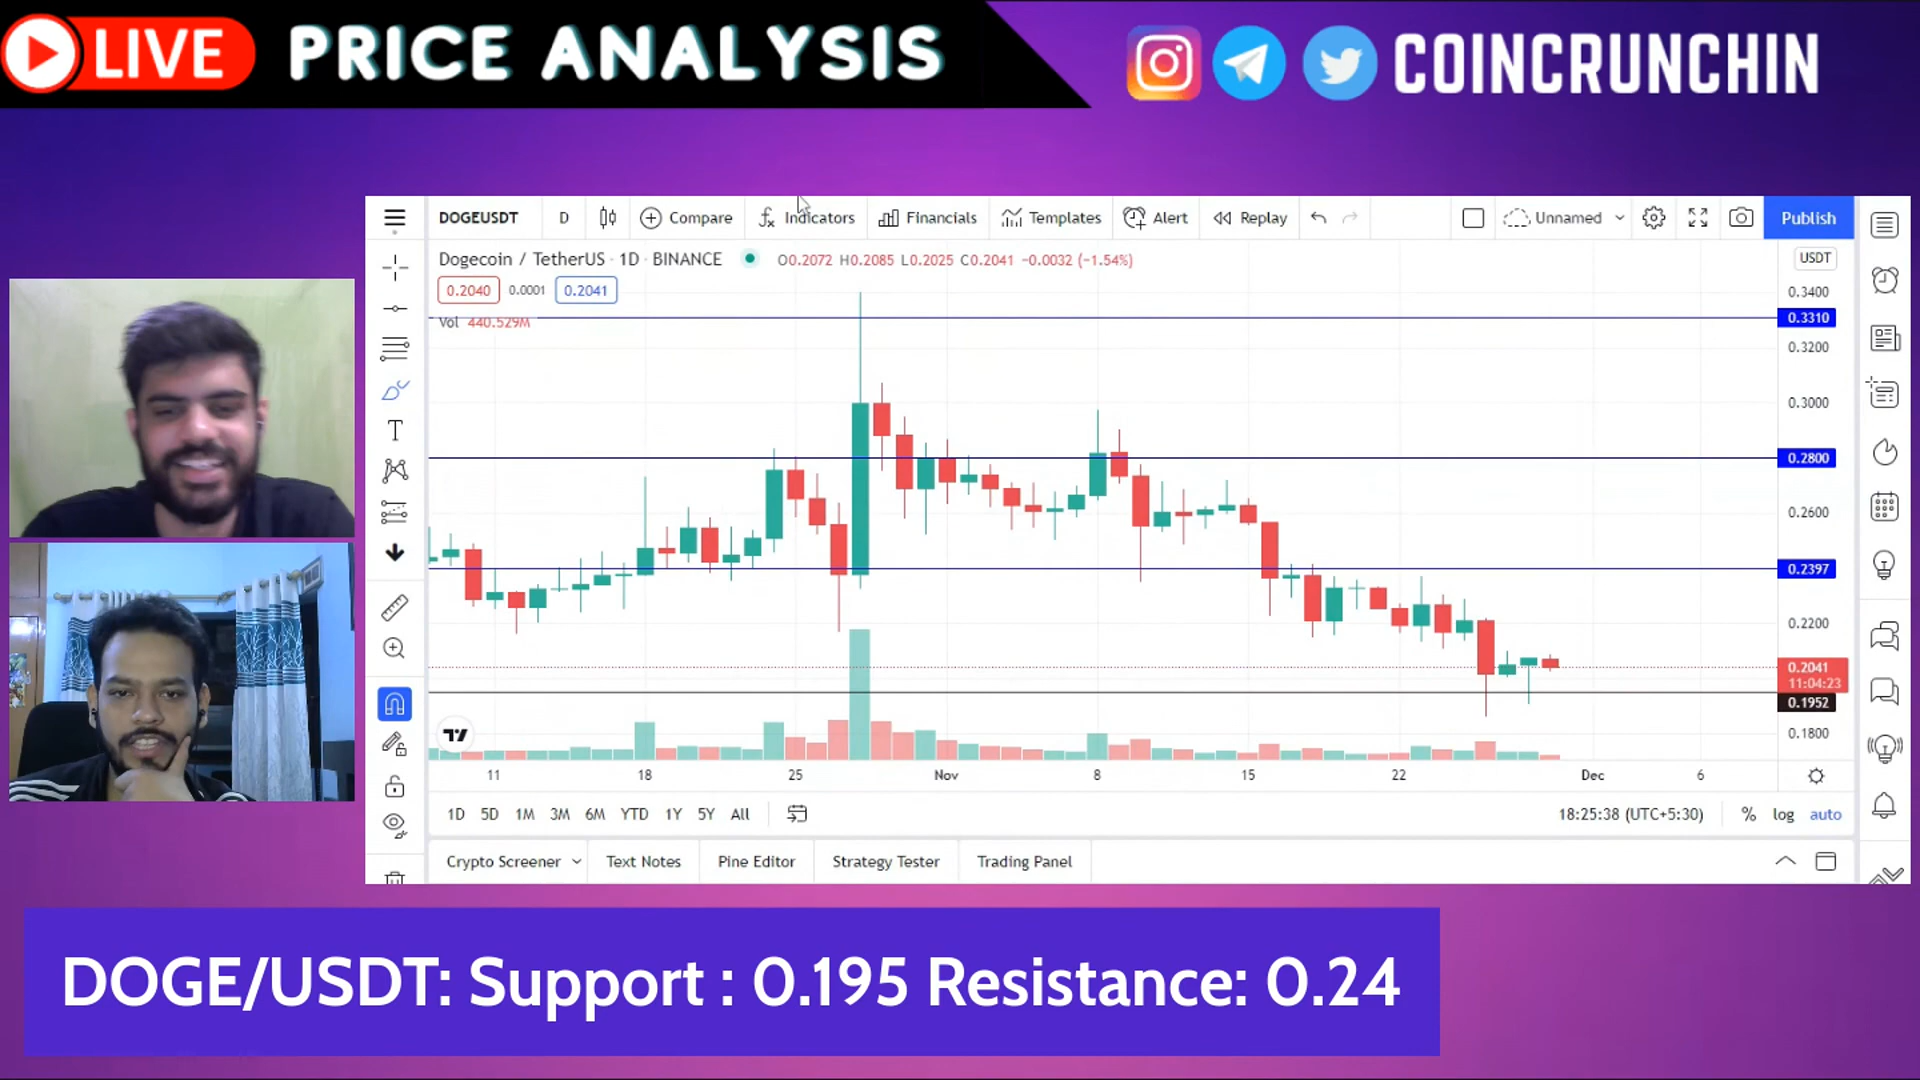 LIVE PRICE ANALYSIS COINCRUNCHIN
DOGEUSDT D Compare Indicators Financials Templates Alert Replay Unnamed Publish
Dogecoin / TetherUS · 1D · BINANCE O0.2072 H0.2085 L0.2025 C0.2041 −0.0032 (−1.54%) USDT
0.2040 0.0001 0.2041
Vol 440.529M
0.3400
0.3310
0.3200
0.3000
0.2800
0.2600
0.2397
0.2200
0.2041
11:04:23
0.1952
0.1800
11 18 25 Nov 8 15 22 Dec 6
1D 5D 1M 3M 6M YTD 1Y 5Y All 18:25:38 (UTC+5:30) % log auto
Crypto Screener Text Notes Pine Editor Strategy Tester Trading Panel
DOGE/USDT: Support : 0.195 Resistance: 0.24